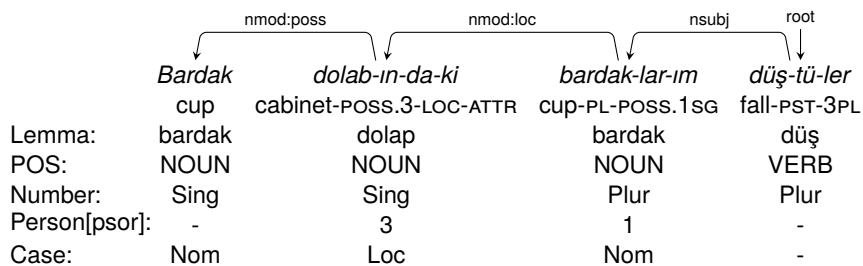 nmod:poss nmod:loc nsubj root
Bardak dolab-ın-da-ki bardak-lar-ım düş-tü-ler
cup cabinet-POSS.3-LOC-ATTR cup-PL-POSS.1SG fall-PST-3PL
Lemma: bardak dolap bardak düş
POS: NOUN NOUN NOUN VERB
Number: Sing Sing Plur Plur
Person[psor]: - 3 1 -
Case: Nom Loc Nom -